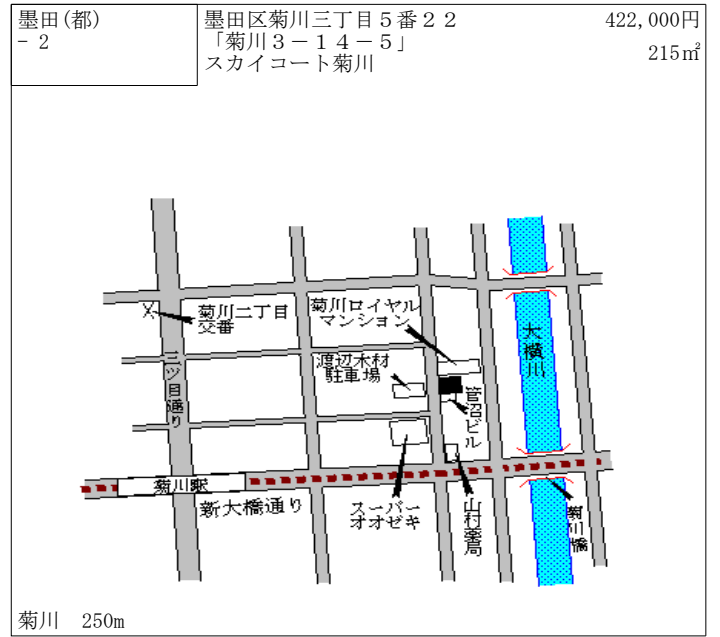 墨田(都)
- 2
墨田区菊川三丁目５番２２
「菊川３－１４－５」
スカイコート菊川
422,000円
215㎡
菊川二丁目
交番
菊川ロイヤル
マンション
大横川
三ツ目通り
渡辺木材
駐車場
管沼ビル
菊川駅
新大橋通り
スーパー
オオゼキ
山村薬局
菊川橋
菊川　250m